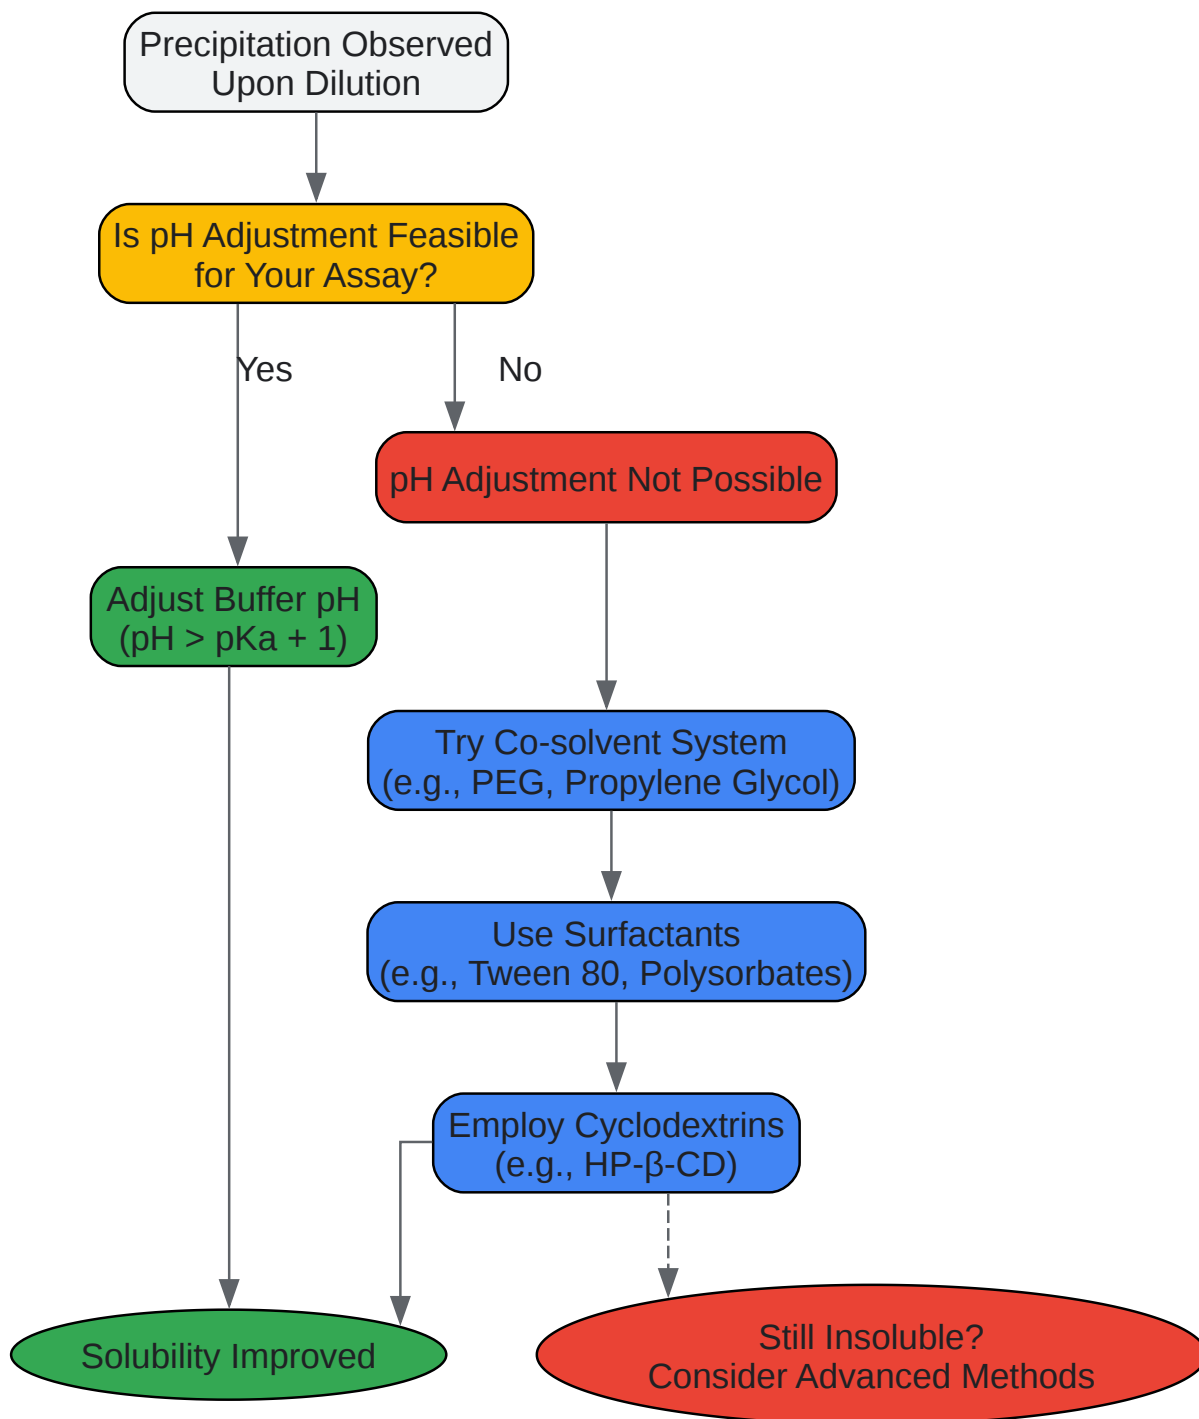 Precipitation Observed
Upon Dilution
Is pH Adjustment Feasible
for Your Assay?
Yes
No
pH Adjustment Not Possible
Adjust Buffer pH
(pH > pKa + 1)
Try Co-solvent System
(e.g., PEG, Propylene Glycol)
Use Surfactants
(e.g., Tween 80, Polysorbates)
Employ Cyclodextrins
(e.g., HP-β-CD)
Solubility Improved
Still Insoluble?
Consider Advanced Methods